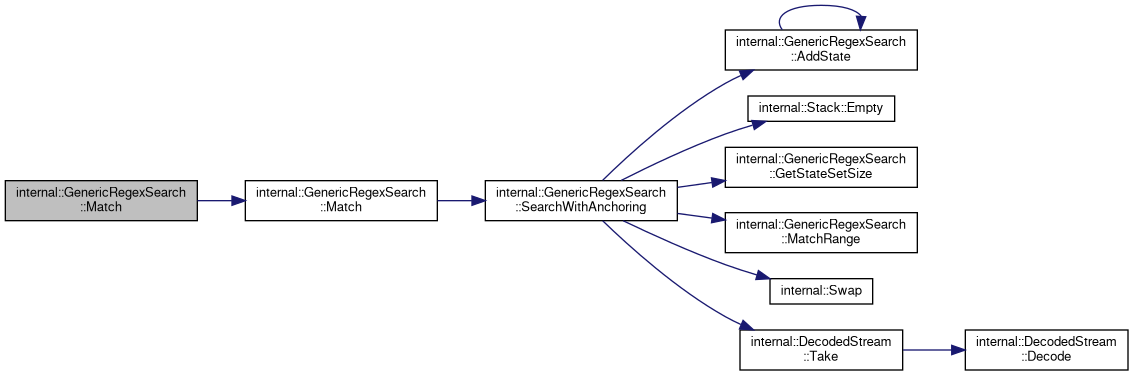 internal::GenericRegexSearch
::Match
internal::GenericRegexSearch
::Match
internal::GenericRegexSearch
::SearchWithAnchoring
internal::GenericRegexSearch
::AddState
internal::Stack::Empty
internal::GenericRegexSearch
::GetStateSetSize
internal::GenericRegexSearch
::MatchRange
internal::Swap
internal::DecodedStream
::Take
internal::DecodedStream
::Decode